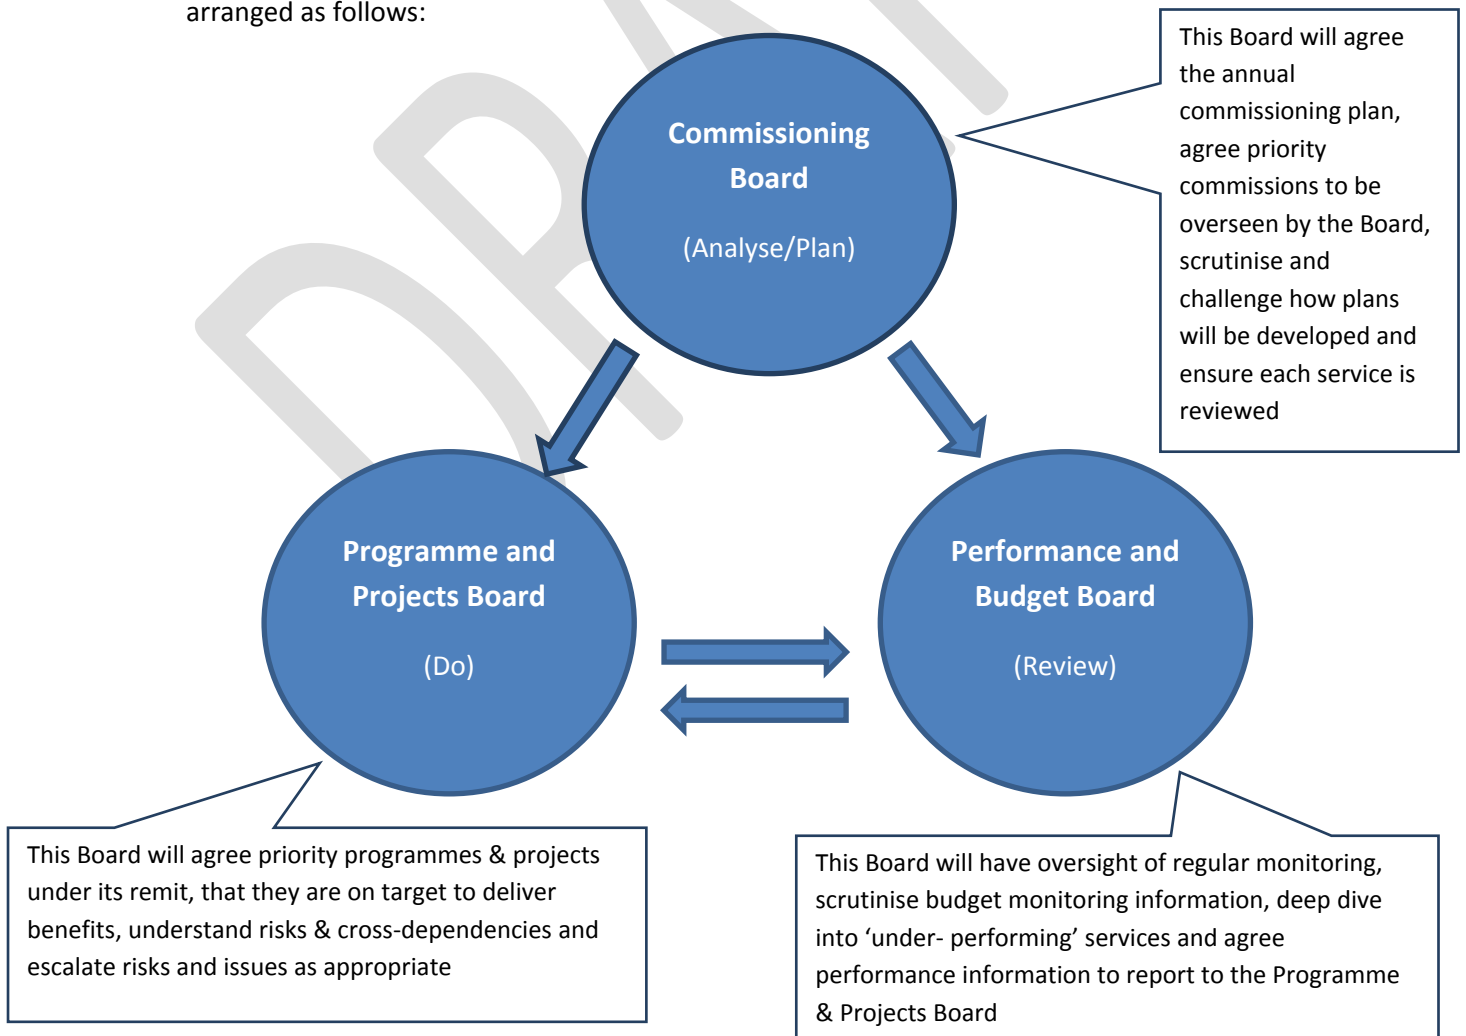 arranged as follows:
Commissioning
Board
(Analyse/Plan)
This Board will agree
the annual
commissioning plan,
agree priority
commissions to be
overseen by the Board,
scrutinise and
challenge how plans
will be developed and
ensure each service is
reviewed
Programme and
Projects Board
(Do)
Performance and
Budget Board
(Review)
This Board will agree priority programmes & projects
under its remit, that they are on target to deliver
benefits, understand risks & cross-dependencies and
escalate risks and issues as appropriate
This Board will have oversight of regular monitoring,
scrutinise budget monitoring information, deep dive
into ‘under- performing’ services and agree
performance information to report to the Programme
& Projects Board